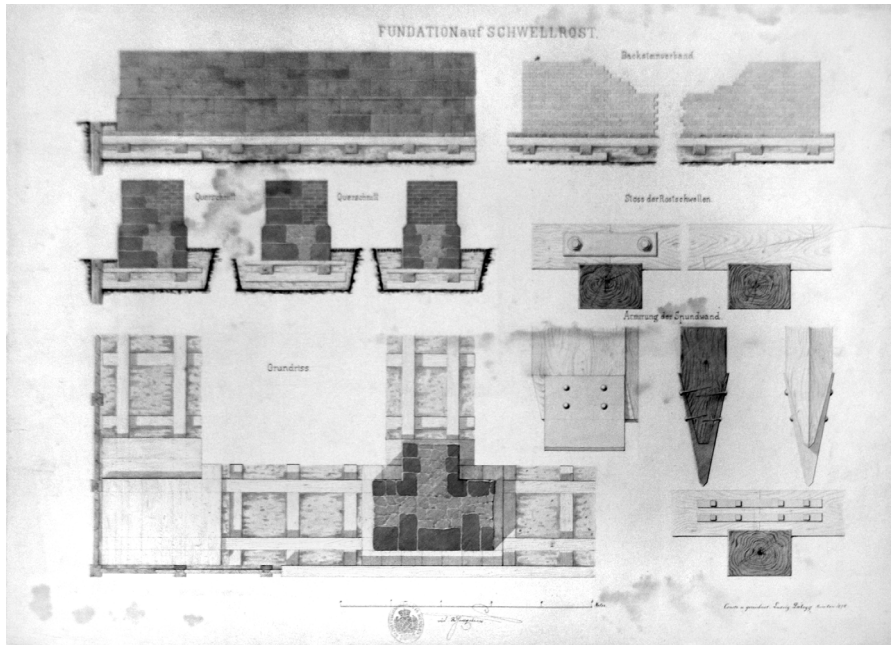 FUNDATION auf SCHWELLROST.
Backsteinverband
Querschnitt
Querschnitt
Stoss der Rostschwellen
Armirung der Spundwand
Grundriss